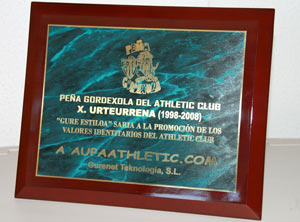 PEÑA GORDEXOLA DEL ATHLETIC CLUB
X. URTEURRENA (1998-2008)
"GURE ESTILOA" SARIA A LA PROMOCIÓN DE LOS
VALORES IDENTITARIOS DEL ATHLETIC CLUB
A AUPAATHLETIC.COM
Gurenet Teknologia, S.L.